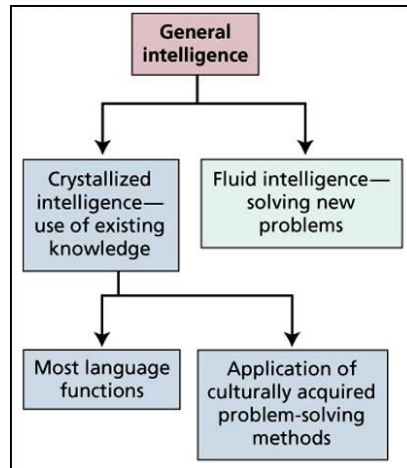 General
intelligence
Crystallized
intelligence—
use of existing
knowledge
Fluid intelligence—
solving new
problems
Most language
functions
Application of
culturally acquired
problem-solving
methods